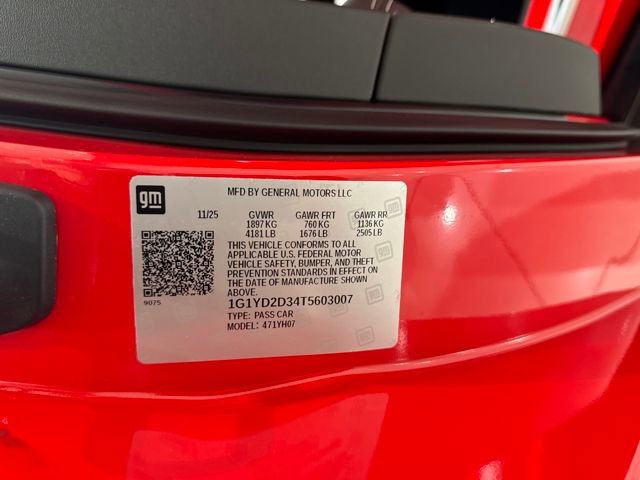 gm
MFD BY GENERAL MOTORS LLC
11/25 GVWR GAWR FRT GAWR RR
1897 KG 760 KG 1136 KG
4181 LB 1676 LB 2505 LB
THIS VEHICLE CONFORMS TO ALL
APPLICABLE U.S. FEDERAL MOTOR
VEHICLE SAFETY, BUMPER, AND THEFT
PREVENTION STANDARDS IN EFFECT ON
THE DATE OF MANUFACTURE SHOWN
ABOVE.
9075
1G1YD2D34T5603007
TYPE: PASS CAR
MODEL: 471YH07